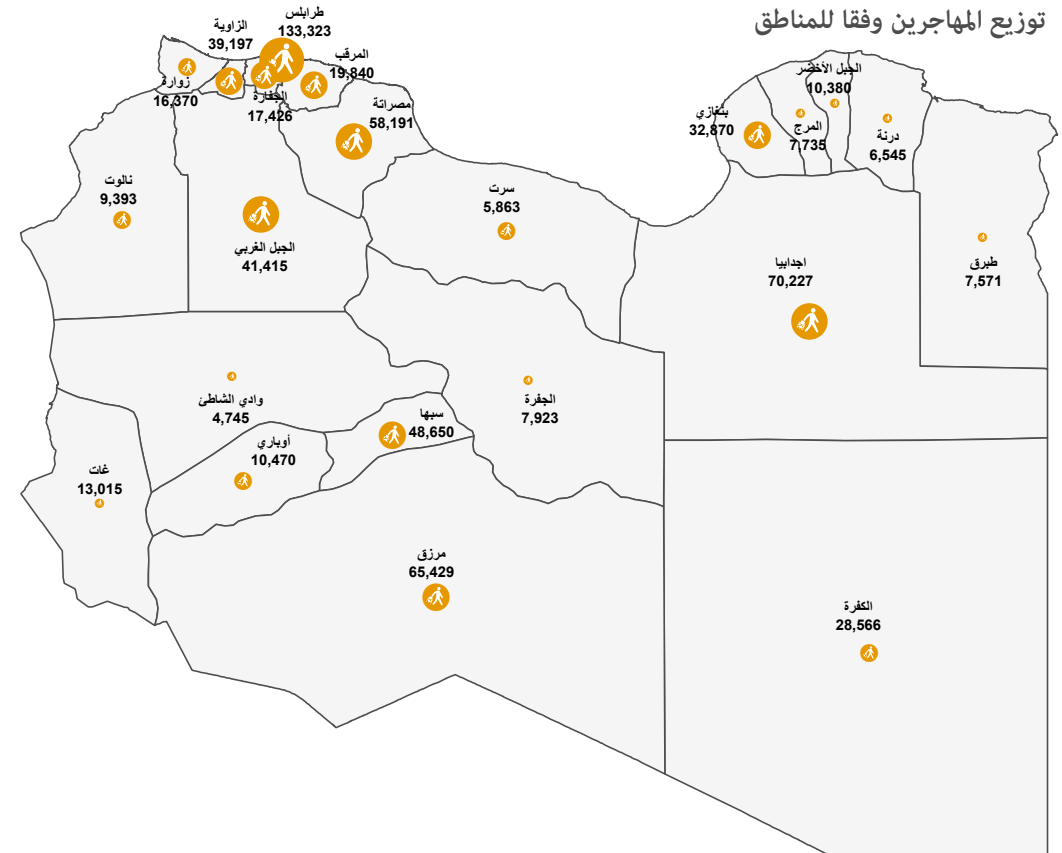 توزيع المهاجرين وفقا للمناطق
طرابلس
133,323
الزاوية
39,197
المرقب
19,840
زوارة
16,370
الجفارة
17,426
مصراتة
58,191
الجبل الأخضر
10,380
بنغازي
32,870
المرج
7,735
درنة
6,545
نالوت
9,393
سرت
5,863
الجبل الغربي
41,415
اجدابيا
70,227
طبرق
7,571
وادي الشاطئ
4,745
الجفرة
7,923
سبها
48,650
أوباري
10,470
غات
13,015
مرزق
65,429
الكفرة
28,566